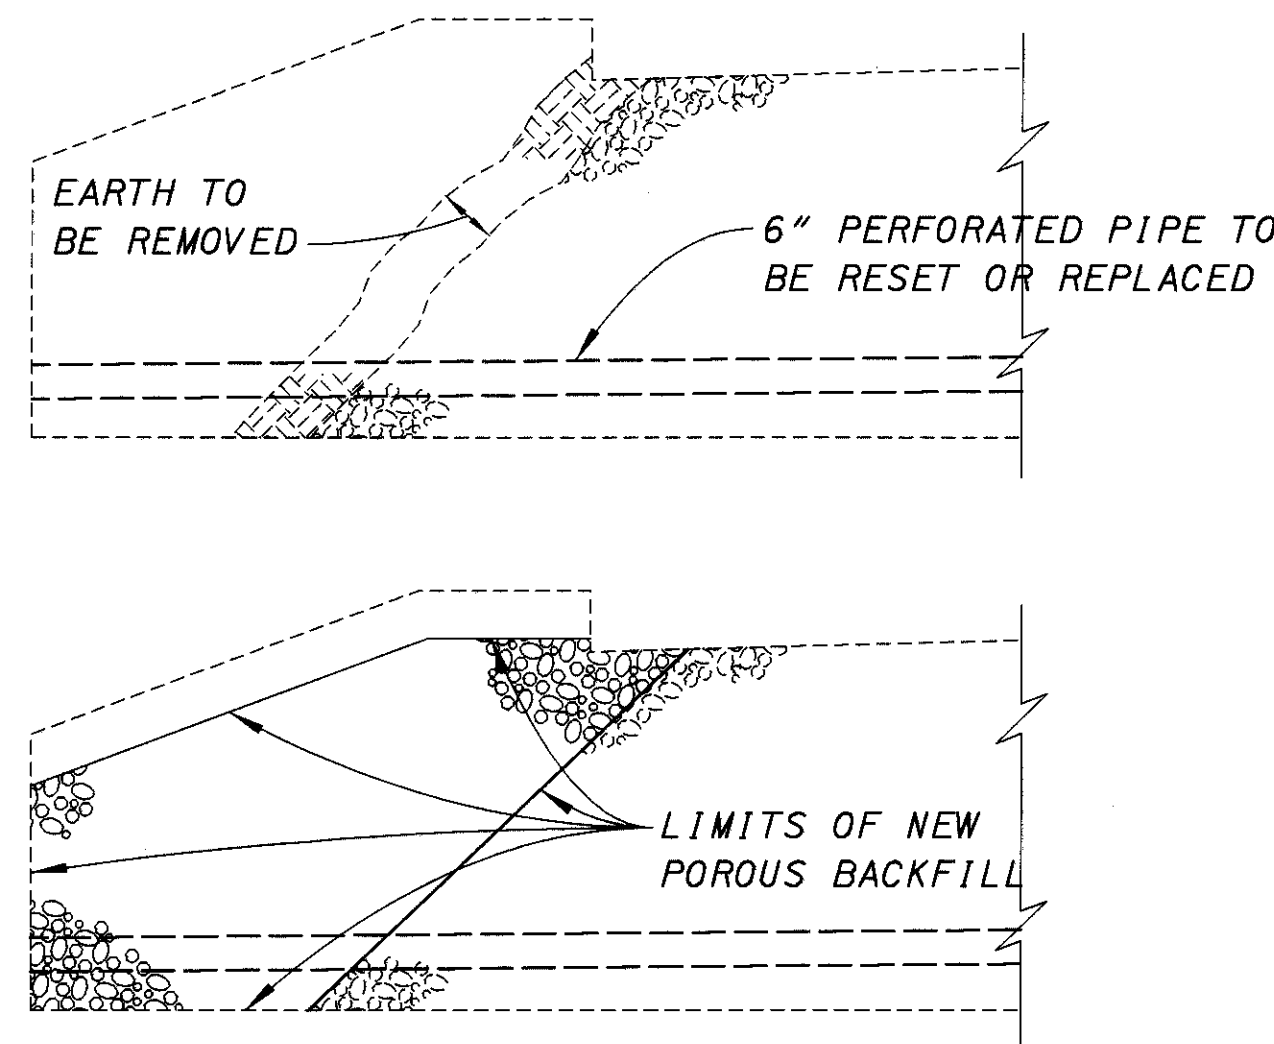 EARTH TO
BE REMOVED
6" PERFORATED PIPE TO
BE RESET OR REPLACED
LIMITS OF NEW
POROUS BACKFILL